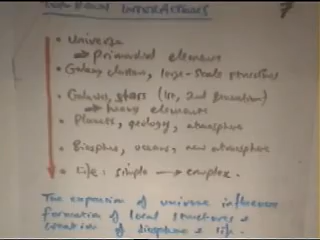 INTERACTIONS
7
• Universe
→ Primordial elements
• Galaxy clusters, large-scale structures
• Galaxies, stars (1st, 2nd generation)
→ Heavy elements
• Planets, geology, atmosphere
• Biosphere, oceans, new atmosphere
• Life: simple → complex.
The expansion of universe influences
formation of local structures &
creation of biosphere & life.